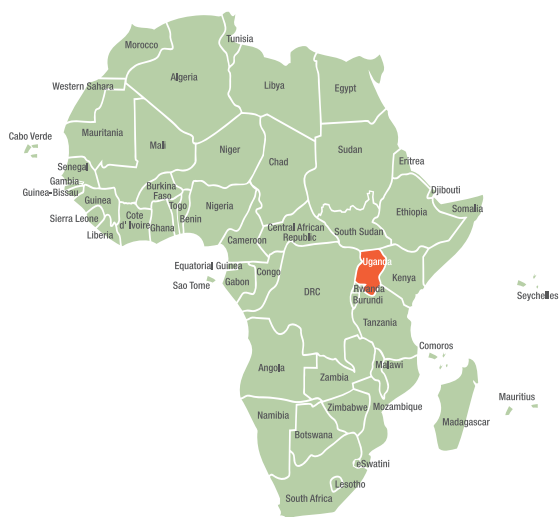 Morocco
Tunisia
Algeria
Libya
Egypt
Western Sahara
Mauritania
Mali
Niger
Chad
Sudan
Eritrea
Cabo Verde
Senegal
Gambia
Guinea-Bissau
Guinea
Sierra Leone
Liberia
Cote
d' Ivoire
Burkina
Faso
Ghana
Togo
Benin
Nigeria
Cameroon
Central African
Republic
South Sudan
Ethiopia
Djibouti
Somalia
Equatorial Guinea
Sao Tome
Gabon
Congo
DRC
Uganda
Kenya
Rwanda
Burundi
Tanzania
Seychelles
Comoros
Angola
Zambia
Malawi
Mozambique
Zimbabwe
Namibia
Botswana
Madagascar
Mauritius
eSwatini
Lesotho
South Africa